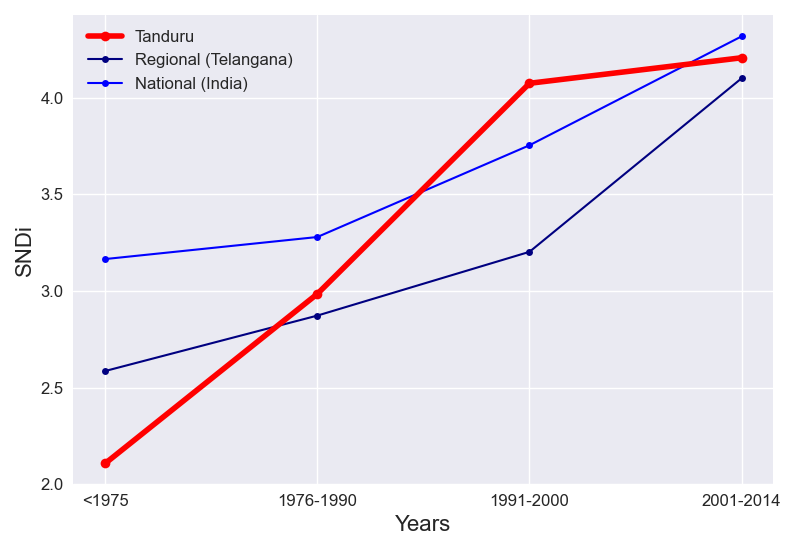 Tanduru
Regional (Telangana)
National (India)
SNDi
4.0
3.5
3.0
2.5
2.0
<1975
1976-1990
1991-2000
2001-2014
Years